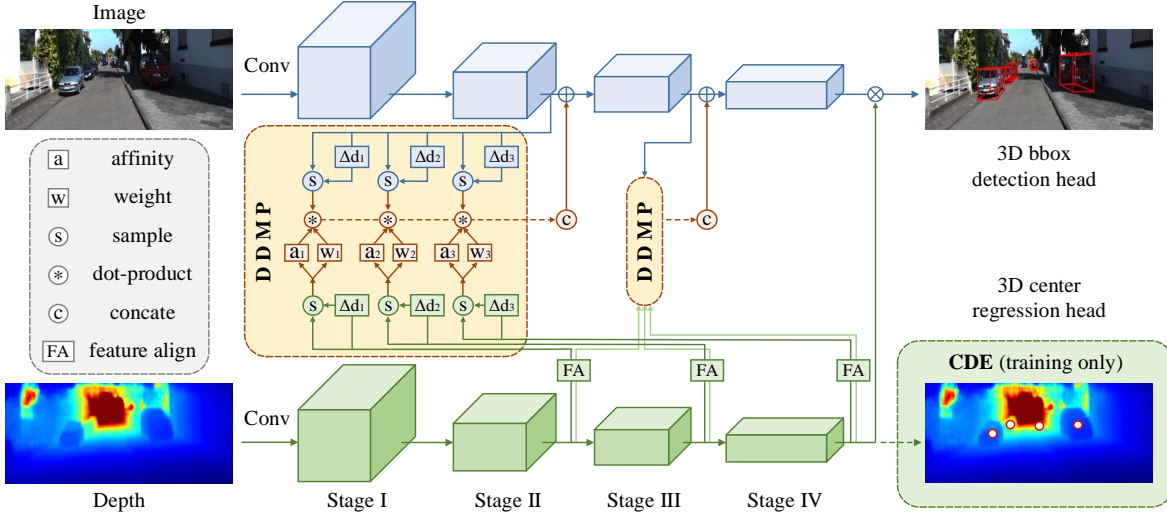 Image
Conv
3D bbox
detection head
a affinity
w weight
s sample
* dot-product
c concate
FA feature align
DDMP
Δd1 Δd2 Δd3
s s s
* * * c
a1 w1 a2 w2 a3 w3
s Δd1 s Δd2 s Δd3
DDMP
c
3D center
regression head
FA FA FA
CDE (training only)
Conv
Depth
Stage I
Stage II
Stage III
Stage IV